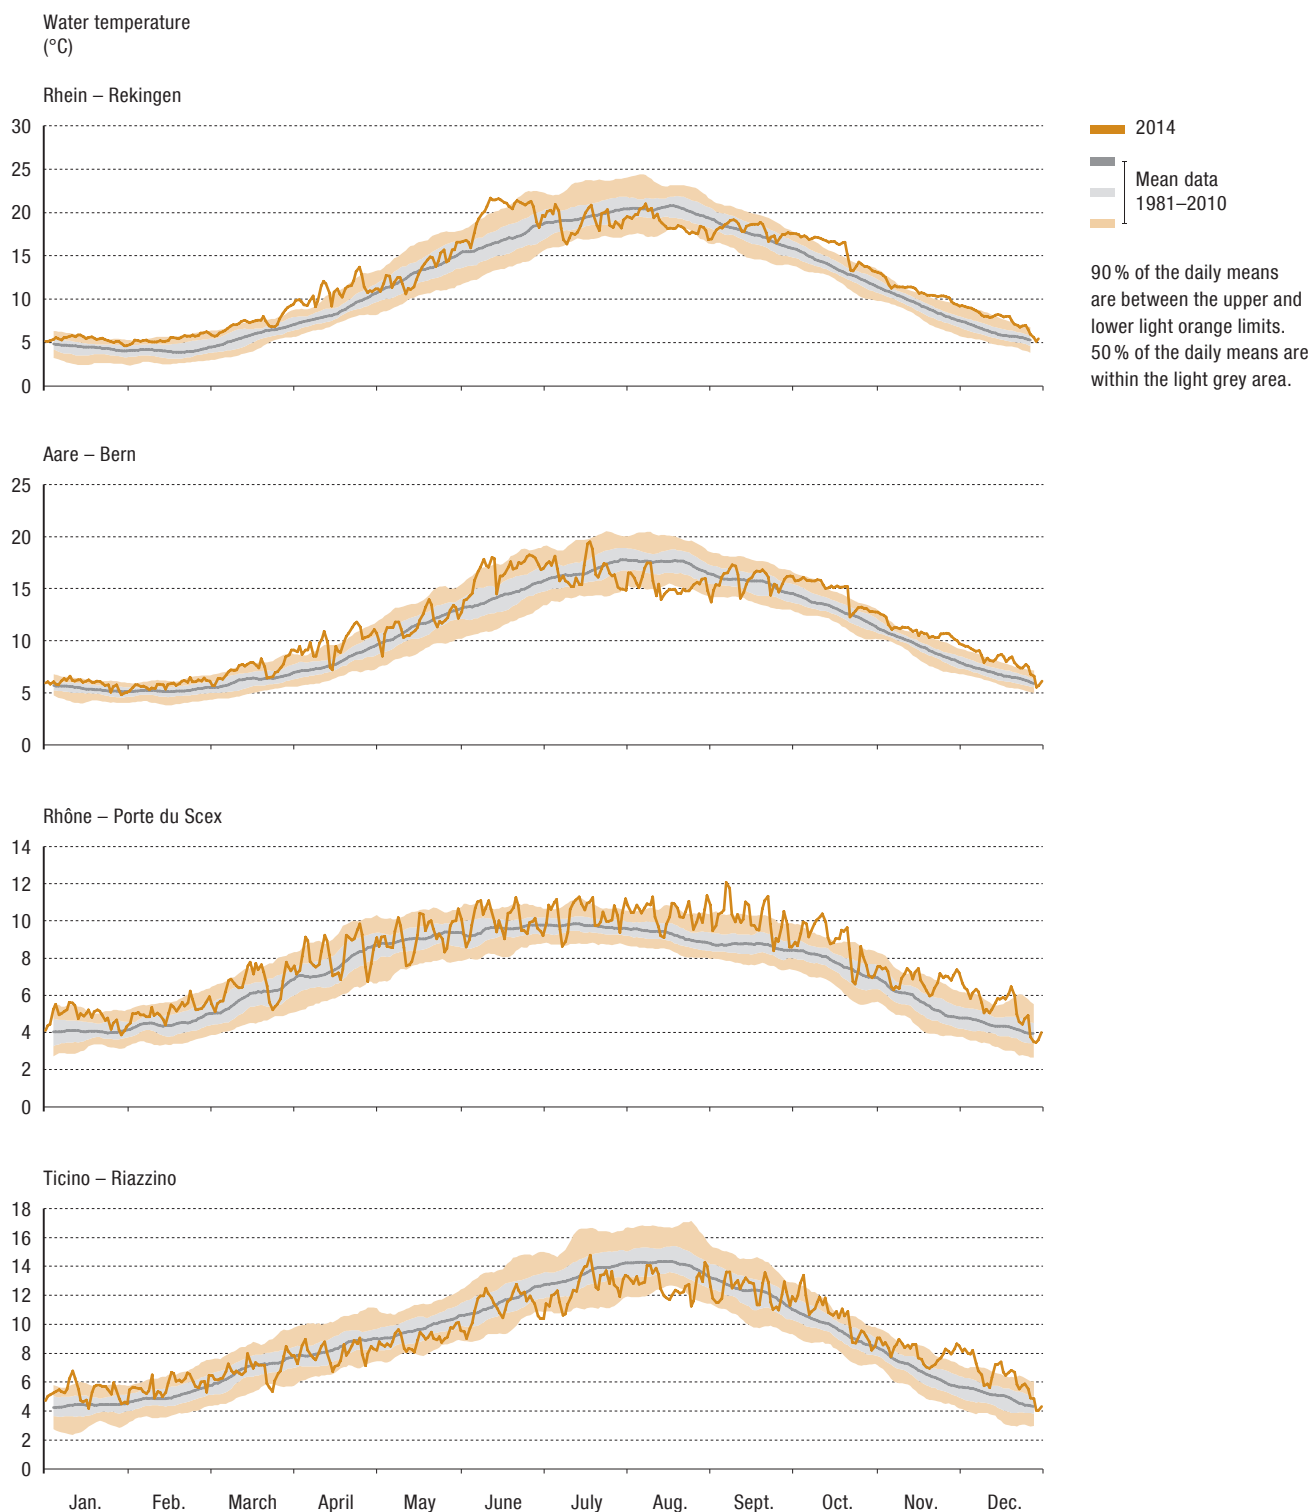 Water temperature
(°C)
Rhein – Rekingen
30
25
20
15
10
5
0
2014
Mean data
1981–2010
90 % of the daily means
are between the upper and
lower light orange limits.
50 % of the daily means are
within the light grey area.
Aare – Bern
25
20
15
10
5
0
Rhône – Porte du Scex
14
12
10
8
6
4
2
0
Ticino – Riazzino
18
16
14
12
10
8
6
4
2
0
Jan. Feb. March April May June July Aug. Sept. Oct. Nov. Dec.